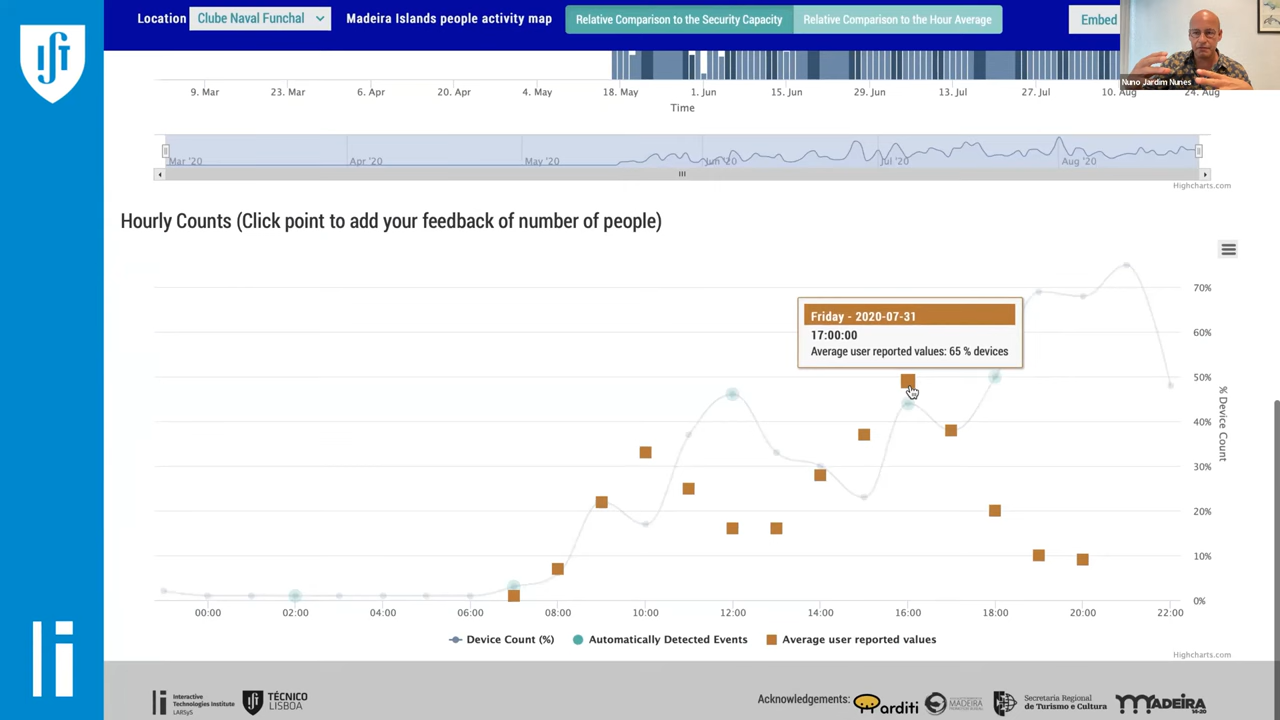 Location
Clube Naval Funchal
Madeira Islands people activity map
Relative Comparison to the Security Capacity
Relative Comparison to the Hour Average
Embed
Nuno Jardim Nunes
9. Mar
23. Mar
6. Apr
20. Apr
4. May
18. May
1. Jun
15. Jun
29. Jun
13. Jul
27. Jul
10. Aug
24. Aug
Time
Mar '20
Apr '20
May '20
Jun '20
Jul '20
Aug '20
Highcharts.com
Hourly Counts (Click point to add your feedback of number of people)
Friday - 2020-07-31
17:00:00
Average user reported values: 65 % devices
70%
60%
50%
40%
30%
20%
10%
0%
% Device Count
00:00
02:00
04:00
06:00
08:00
10:00
12:00
14:00
16:00
18:00
20:00
22:00
Device Count (%)
Automatically Detected Events
Average user reported values
Highcharts.com
Interactive
Technologies Institute
LARSyS
TÉCNICO
LISBOA
Acknowledgements:
arditi
MADEIRA
Secretaria Regional
de Turismo e Cultura
MADEIRA
14-20